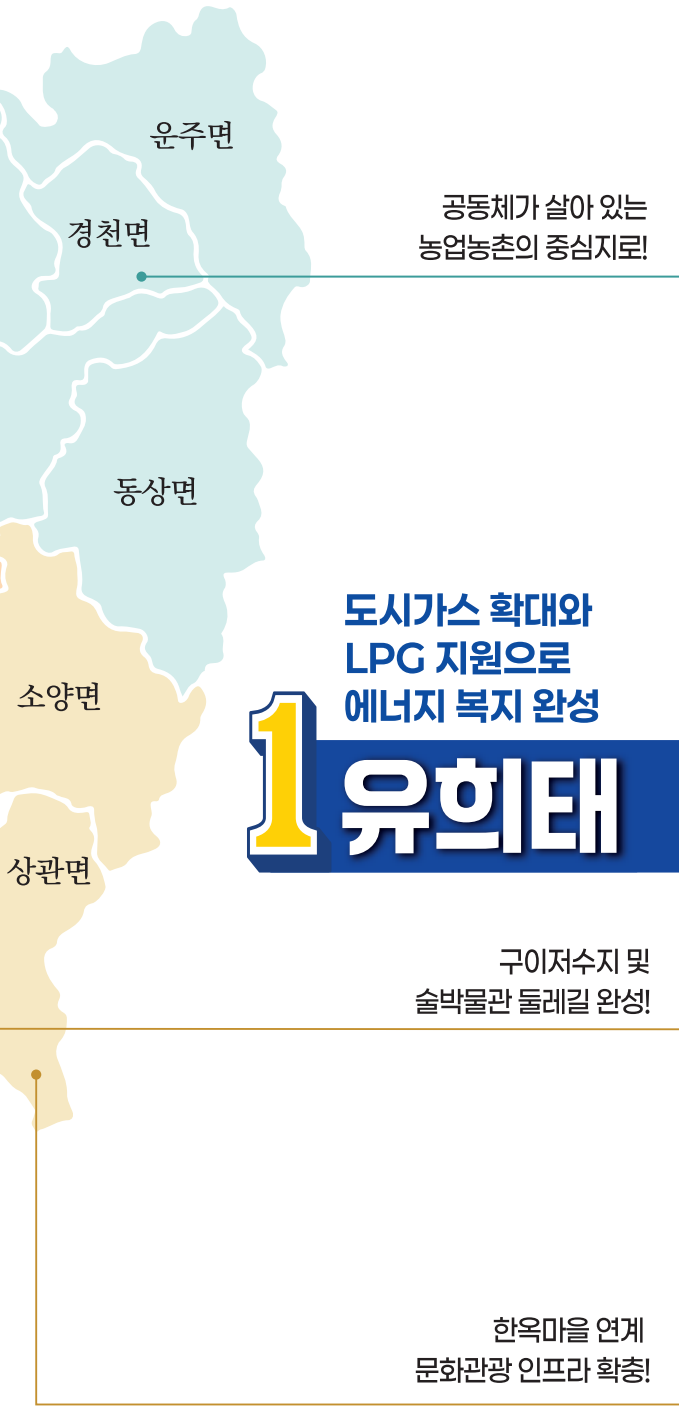 운주면
경천면
공동체가 살아 있는
농업농촌의 중심지로!
동상면
도시가스 확대와
LPG 지원으로
에너지 복지 완성
소양면
1 유희태
상관면
구이저수지 및
술박물관 둘레길 완성!
한옥마을 연계
문화관광 인프라 확충!